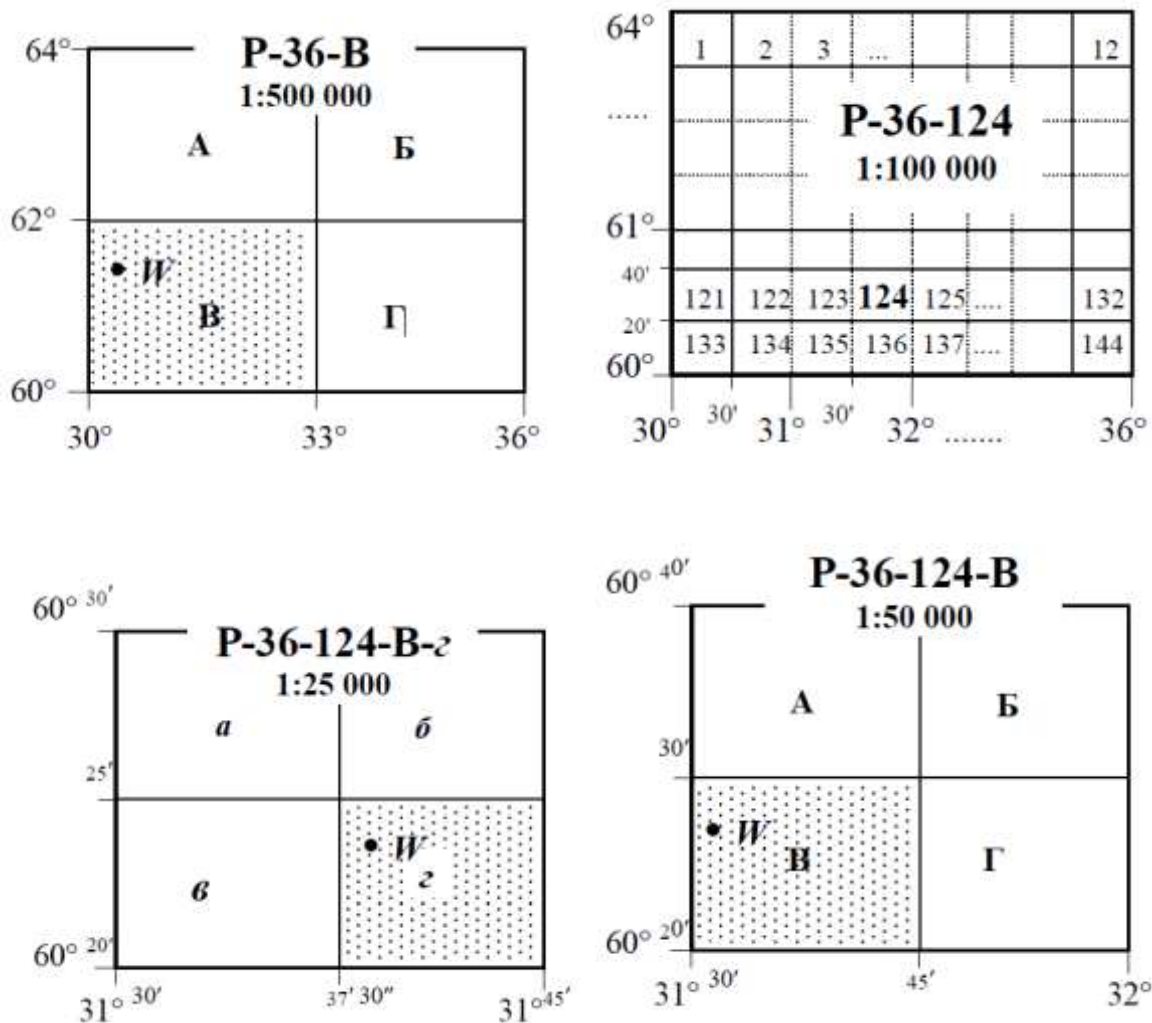 64°
P-36-В
1:500 000
А Б
62°
W
В Г
60°
30° 33° 36°
64°
1 2 3 ... 12
.....
P-36-124
1:100 000
61°
40'
121 122 123 124 125 .... 132
20'
133 134 135 136 137 .... 144
60°
30° 30' 31° 30' 32° ....... 36°
60° 30'
P-36-124-В-г
1:25 000
а б
25'
W
в г
60° 20'
31° 30' 37' 30" 31° 45'
60° 40'
P-36-124-В
1:50 000
А Б
30'
W
В Г
60° 20'
31° 30' 45' 32°